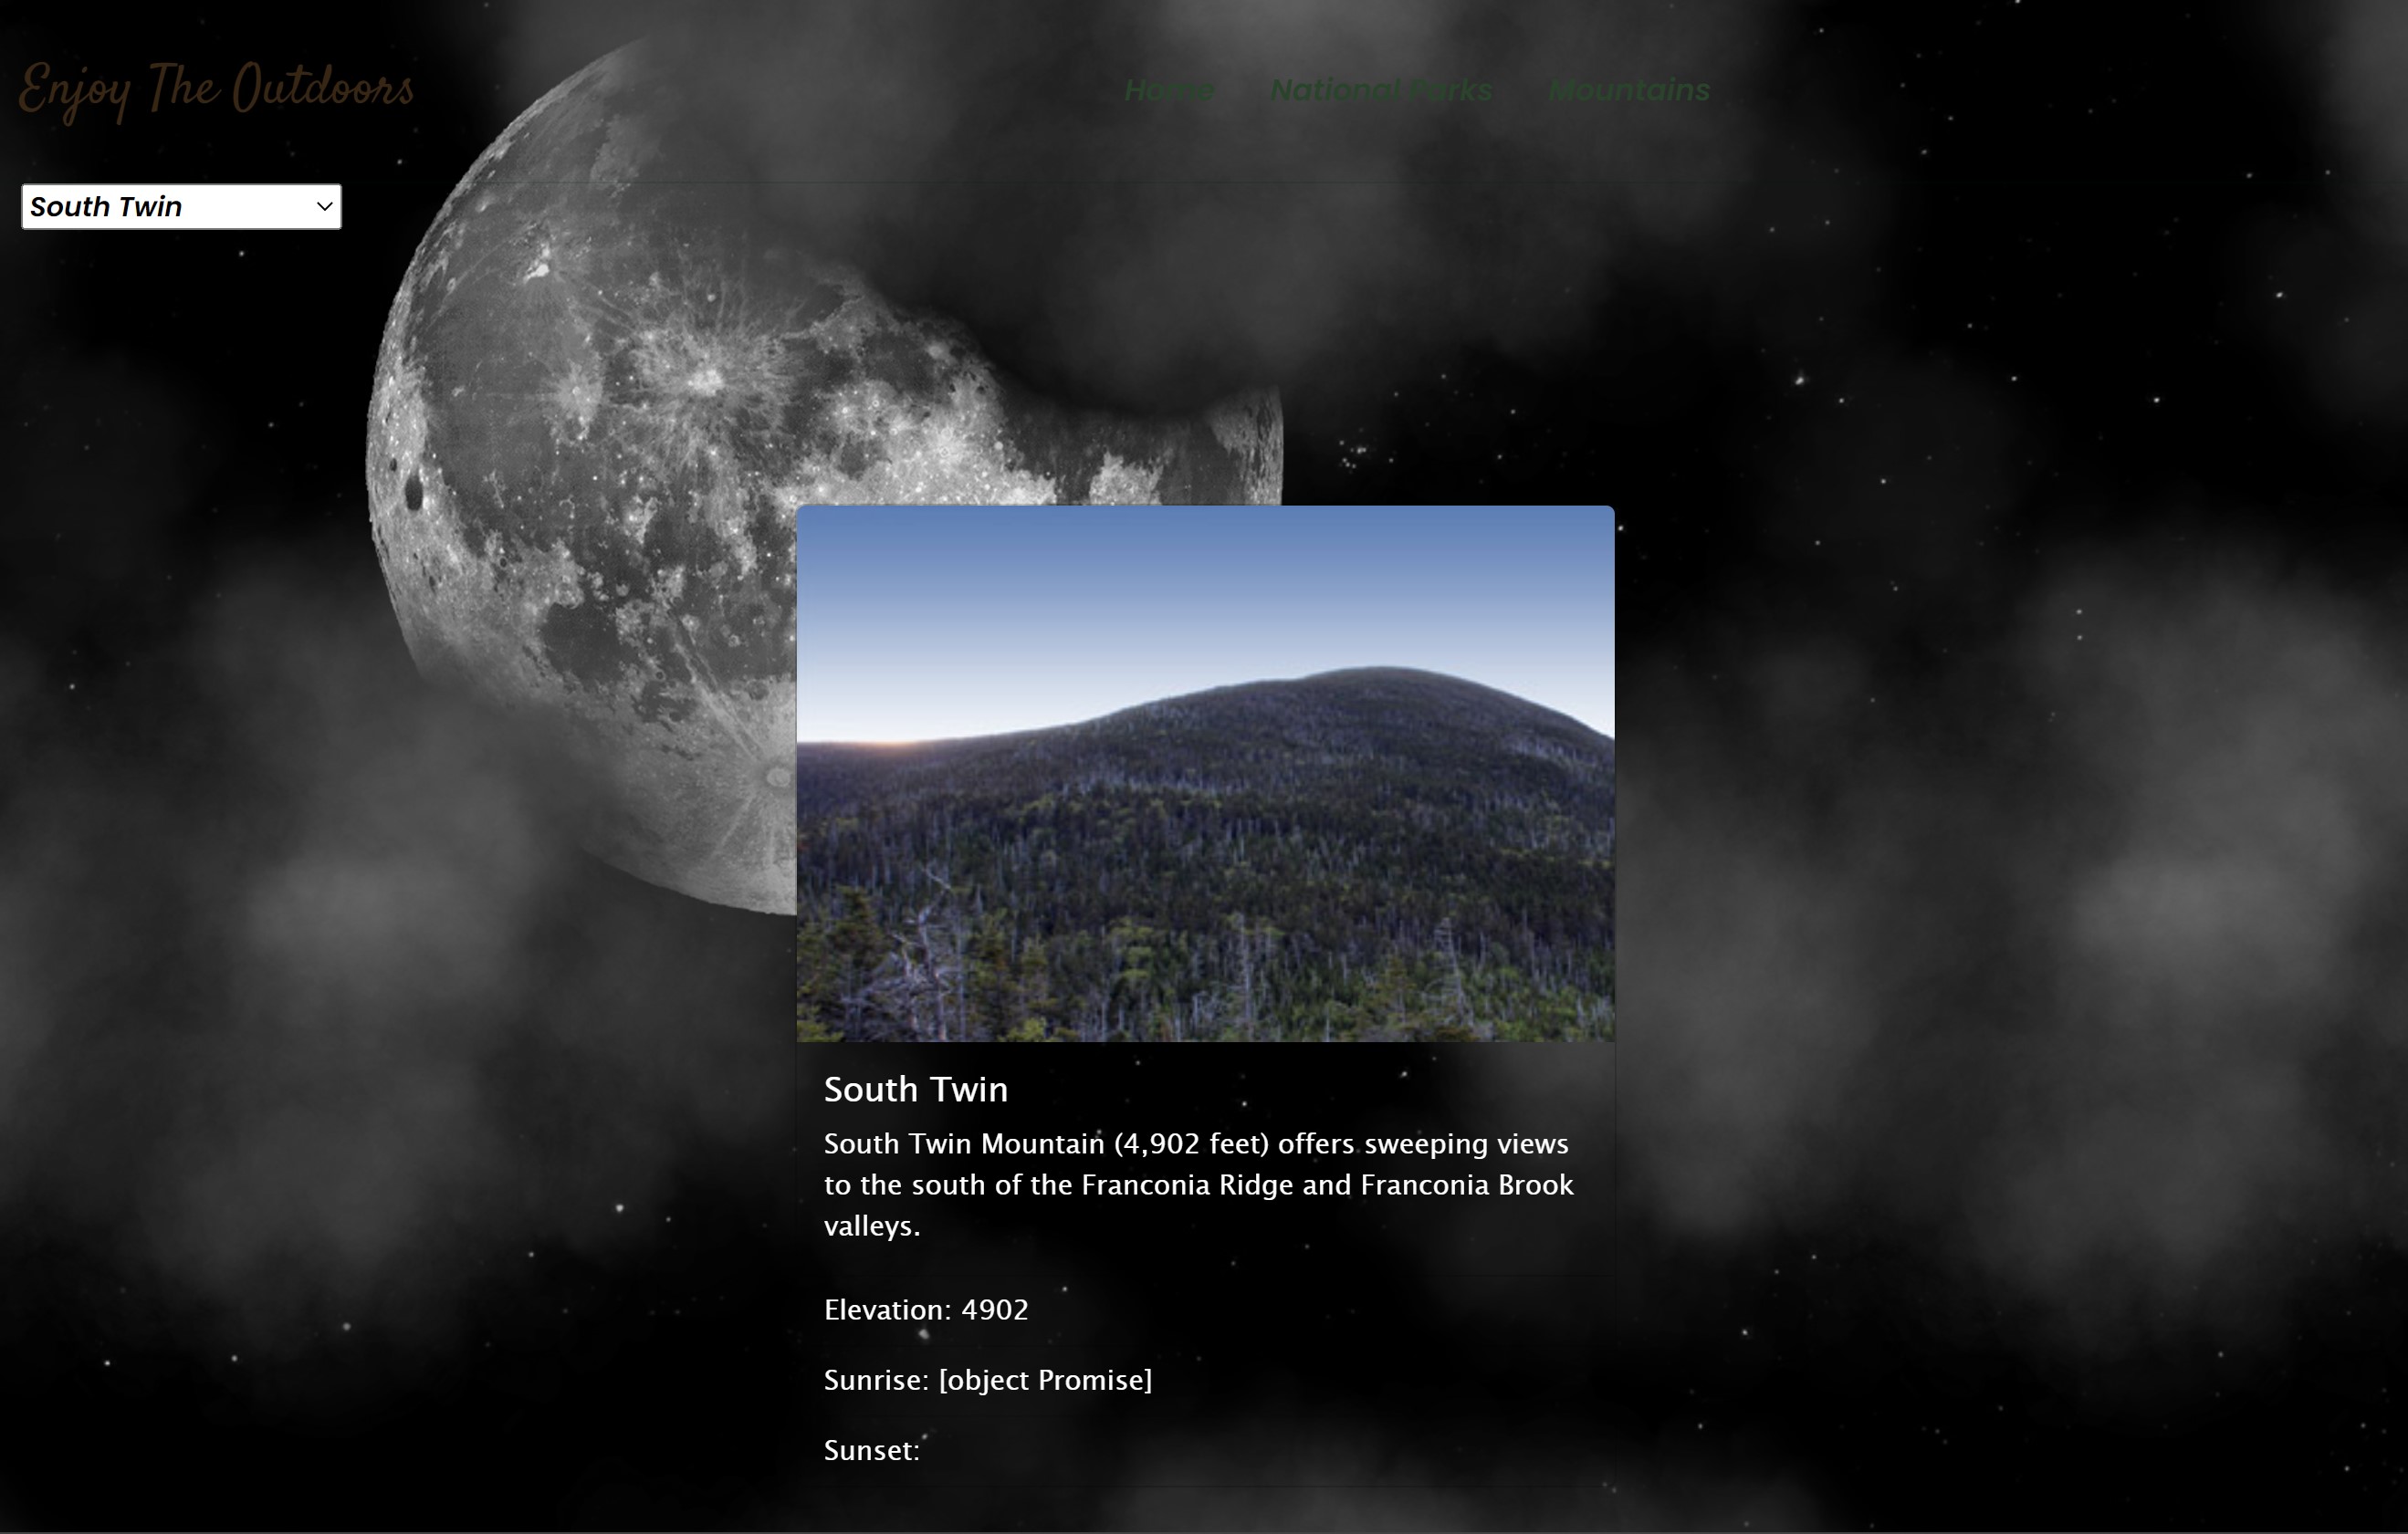 Enjoy The Outdoors
Home National Parks Mountains
South Twin
South Twin
South Twin Mountain (4,902 feet) offers sweeping views
to the south of the Franconia Ridge and Franconia Brook
valleys.
Elevation: 4902
Sunrise: [object Promise]
Sunset: